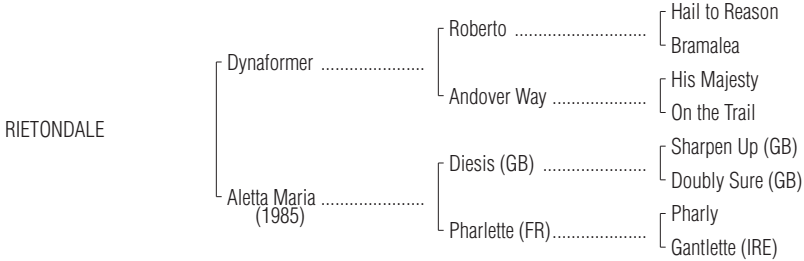 Hail to Reason
Roberto ............................
Bramalea
Dynaformer ......................
His Majesty
Andover Way ....................
On the Trail
RIETONDALE
Sharpen Up (GB)
Diesis (GB) ......................
Doubly Sure (GB)
Aletta Maria ......................
(1985)
Pharly
Pharlette (FR)....................
Gantlette (IRE)